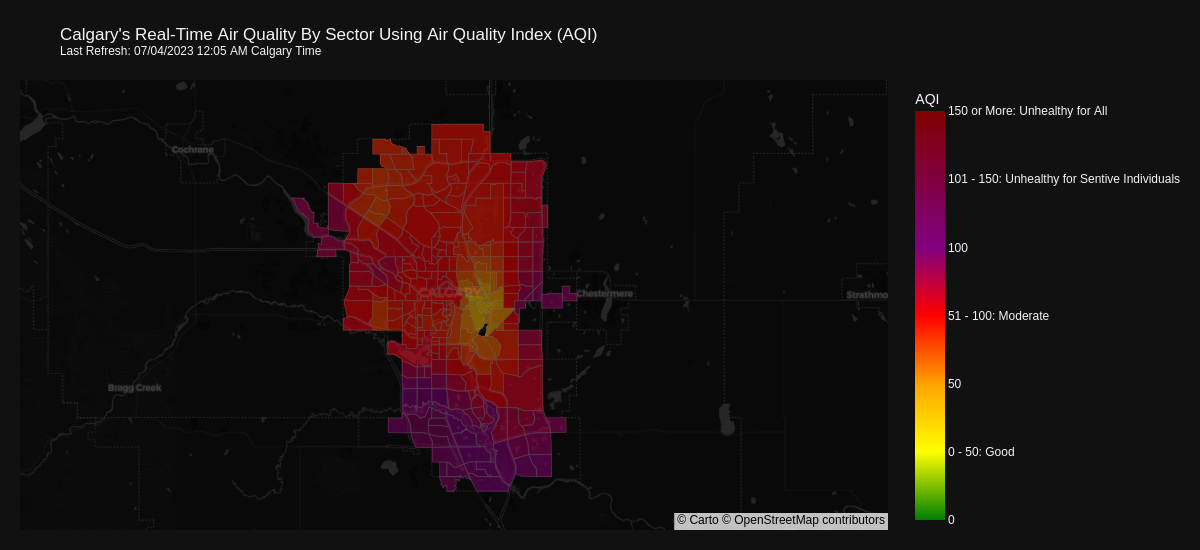 Calgary's Real-Time Air Quality By Sector Using Air Quality Index (AQI)
Last Refresh: 07/04/2023 12:05 AM Calgary Time
AQI
150 or More: Unhealthy for All
Cochrane
101 - 150: Unhealthy for Sentive Individuals
100
CALGARY
Chestermere
Strathmo
51 - 100: Moderate
Bragg Creek
50
0 - 50: Good
© Carto © OpenStreetMap contributors
0